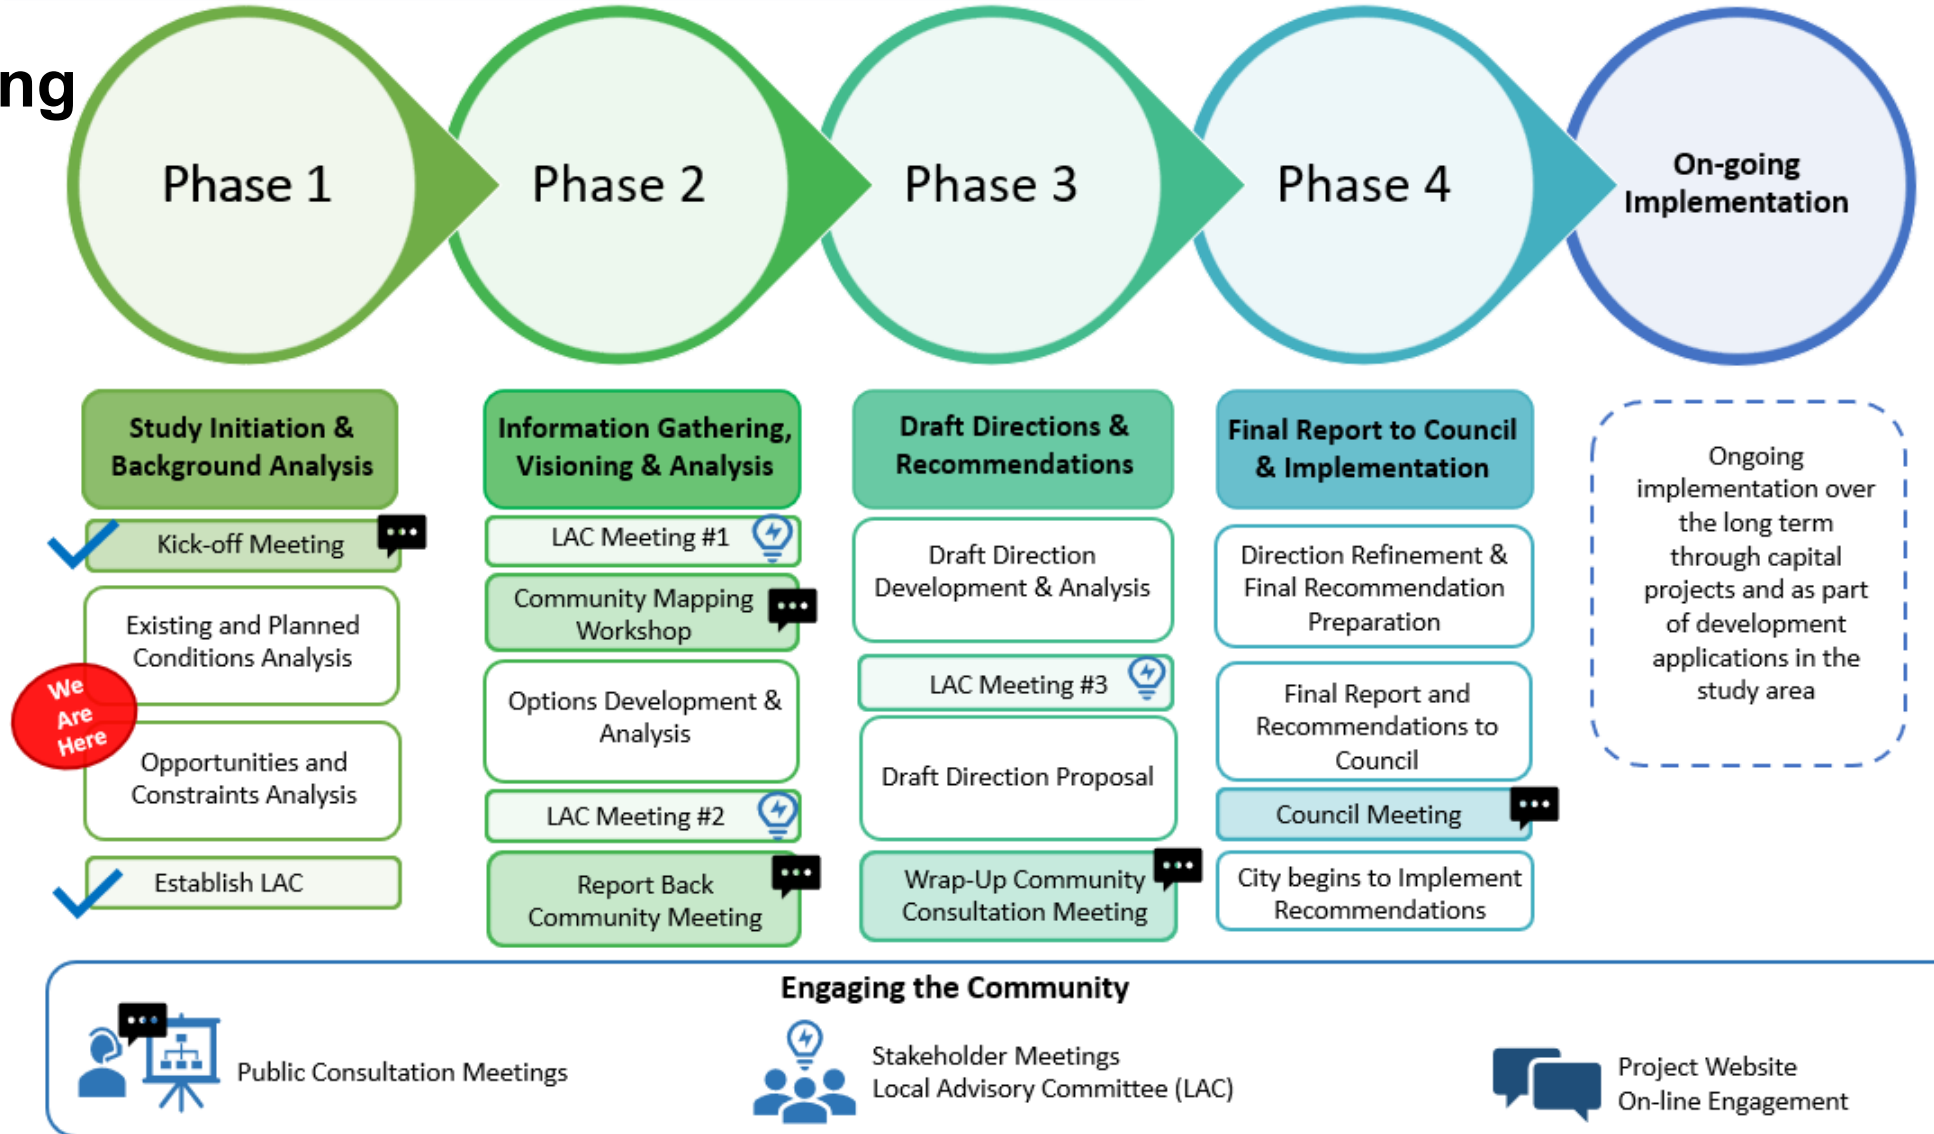 ng
Phase 1
Phase 2
Phase 3
Phase 4
On-going
Implementation
Study Initiation &
Background Analysis
Kick-off Meeting
Existing and Planned
Conditions Analysis
We
Are
Here
Opportunities and
Constraints Analysis
Establish LAC
Information Gathering,
Visioning & Analysis
LAC Meeting #1
Community Mapping
Workshop
Options Development &
Analysis
LAC Meeting #2
Report Back
Community Meeting
Draft Directions &
Recommendations
Draft Direction
Development & Analysis
LAC Meeting #3
Draft Direction Proposal
Wrap-Up Community
Consultation Meeting
Final Report to Council
& Implementation
Direction Refinement &
Final Recommendation
Preparation
Final Report and
Recommendations to
Council
Council Meeting
City begins to Implement
Recommendations
Ongoing
implementation over
the long term
through capital
projects and as part
of development
applications in the
study area
Engaging the Community
Public Consultation Meetings
Stakeholder Meetings
Local Advisory Committee (LAC)
Project Website
On-line Engagement